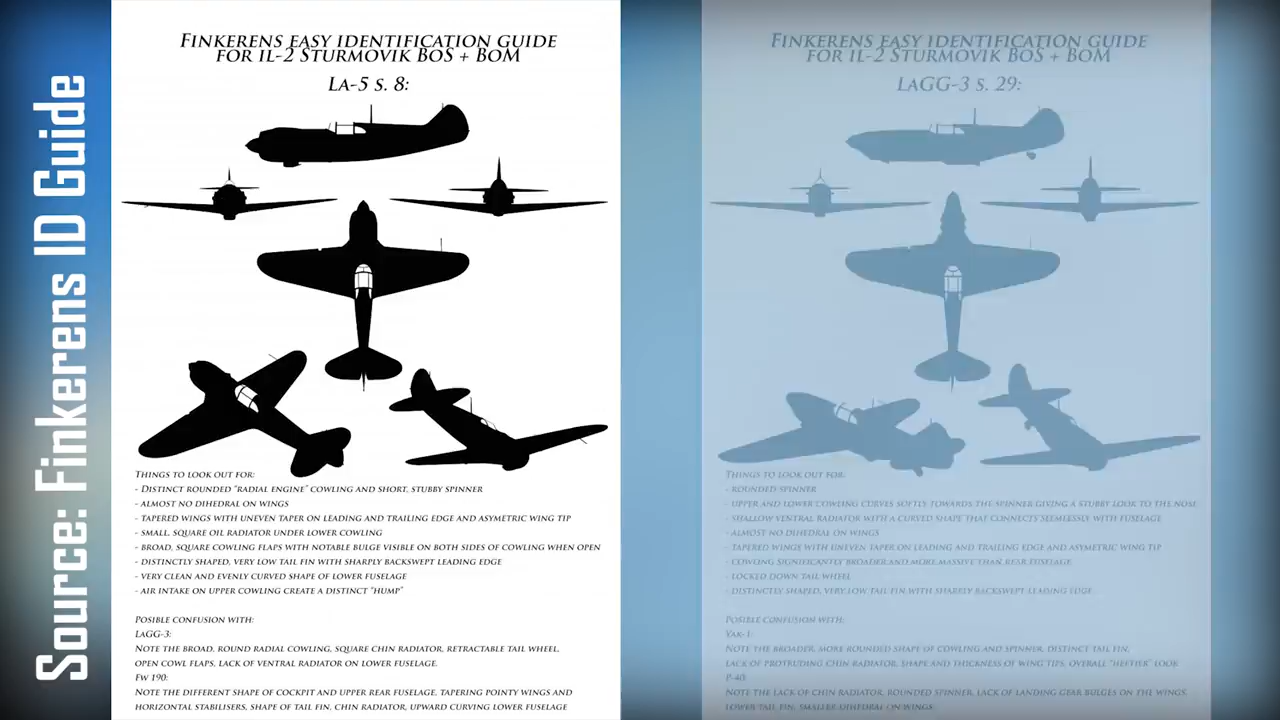 Source: Finkerens ID Guide
Finkerens easy identification guide
for IL-2 Sturmovik BoS + BoM
La-5 s. 8:
Things to look out for:
- Distinct rounded "radial engine" cowling and short, stubby spinner
- almost no dihedral on wings
- tapered wings with uneven taper on leading and trailing edge and asymetric wing tip
- small, square oil radiator under lower cowling
- broad, square cowling flaps with notable bulge visible on both sides of cowling when open
- distinctly shaped, very low tail fin with sharply backswept leading edge
- very clean and evenly curved shape of lower fuselage
- air intake on upper cowling create a distinct "hump"
Posible confusion with:
LaGG-3:
Note the broad, round radial cowling, square chin radiator, retractable tail wheel,
open cowl flaps, lack of ventral radiator on lower fuselage.
Fw 190:
Note the different shape of cockpit and upper rear fuselage, tapering pointy wings and
horizontal stabilisers, shape of tail fin, chin radiator, upward curving lower fuselage
Finkerens easy identification guide
for IL-2 Sturmovik BoS + BoM
LaGG-3 s. 29:
Things to look out for:
- rounded spinner
- upper and lower cowling curves softly towards the spinner giving a stubby look to the nose
- shallow ventral radiator with a curved shape that connects seemlessly with fuselage
- almost no dihedral on wings
- tapered wings with uneven taper on leading and trailing edge and asymetric wing tip
- cowling significantly broader and more massive than rear fuselage
- locked down tail wheel
- distinctly shaped, very low tail fin with sharply backswept leading edge
Posible confusion with:
Yak-1:
Note the broader, more rounded shape of cowling and spinner, distinct tail fin,
lack of protruding chin radiator, shape and thickness of wing tips, overall "heftier" look
P-40:
Note the lack of chin radiator, rounded spinner, lack of landing gear bulges on the wings,
lower tail fin, smaller dihedral on wings.